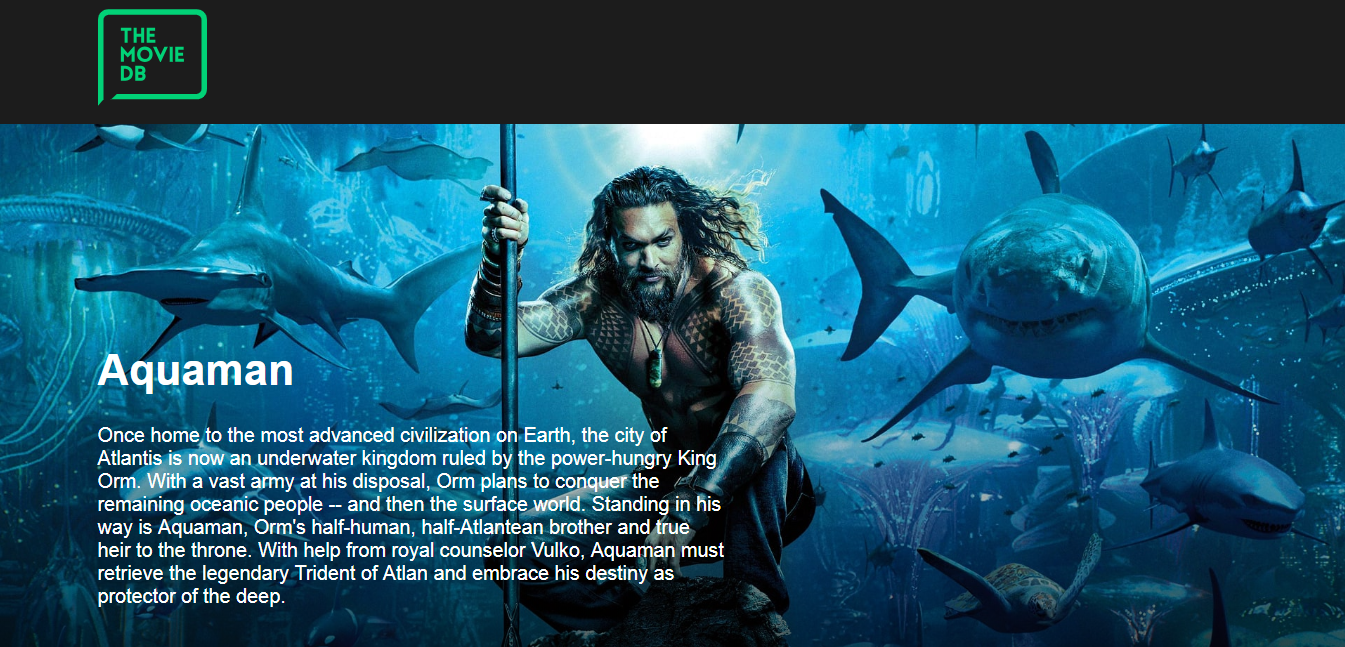 THE
MOVIE
DB
Aquaman
Once home to the most advanced civilization on Earth, the city of
Atlantis is now an underwater kingdom ruled by the power-hungry King
Orm. With a vast army at his disposal, Orm plans to conquer the
remaining oceanic people -- and then the surface world. Standing in his
way is Aquaman, Orm's half-human, half-Atlantean brother and true
heir to the throne. With help from royal counselor Vulko, Aquaman must
retrieve the legendary Trident of Atlan and embrace his destiny as
protector of the deep.